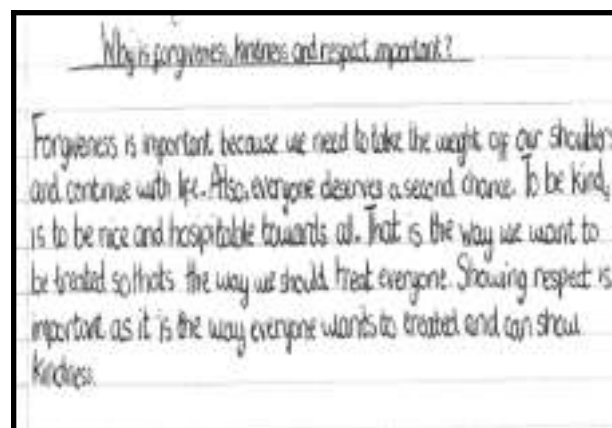 Why is forgiveness, kindness and respect important?
Forgiveness is important because we need to take the weight off our shoulders
and continue with life. Also, everyone deserves a second chance. To be kind,
is to be nice and hospitable towards all. That is the way we want to
be treated so thats the way we should treat everyone. Showing respect is
important as it is the way everyone wants to treated and can show
kindness.